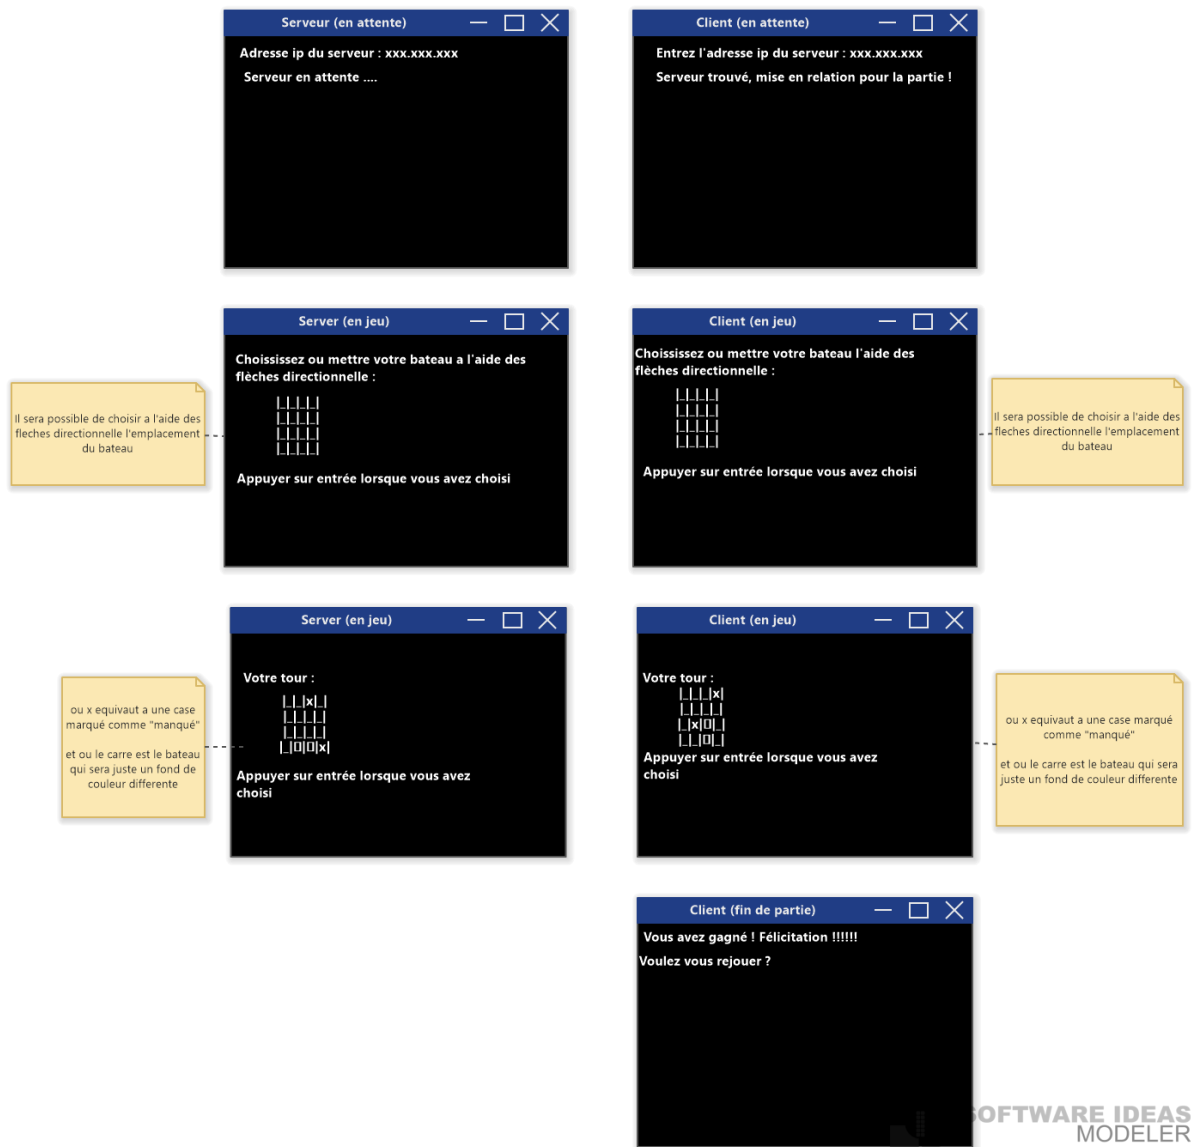 Serveur (en attente)
Adresse ip du serveur : xxx.xxx.xxx
Serveur en attente ....
Client (en attente)
Entrez l'adresse ip du serveur : xxx.xxx.xxx
Serveur trouvé, mise en relation pour la partie !
Il sera possible de choisir a l'aide des
fleches directionnelle l'emplacement
du bateau
Server (en jeu)
Choississez ou mettre votre bateau a l'aide des
flèches directionnelle :
|_|_|_|_|
|_|_|_|_|
|_|_|_|_|
|_|_|_|_|
Appuyer sur entrée lorsque vous avez choisi
Client (en jeu)
Choississez ou mettre votre bateau l'aide des
flèches directionnelle :
|_|_|_|_|
|_|_|_|_|
|_|_|_|_|
|_|_|_|_|
Appuyer sur entrée lorsque vous avez choisi
Il sera possible de choisir a l'aide des
fleches directionnelle l'emplacement
du bateau
ou x equivaut a une case
marqué comme "manqué"
et ou le carre est le bateau
qui sera juste un fond de
couleur differente
Server (en jeu)
Votre tour :
|_|_|x|_|
|_|_|_|_|
|_|_|_|_|
|_|▯|▯|x|
Appuyer sur entrée lorsque vous avez
choisi
Client (en jeu)
Votre tour :
|_|_|_|x|
|_|_|_|_|
|_|x|▯|_|
|_|_|▯|_|
Appuyer sur entrée lorsque vous avez
choisi
ou x equivaut a une case marqué
comme "manqué"
et ou le carre est le bateau qui sera
juste un fond de couleur differente
Client (fin de partie)
Vous avez gagné ! Félicitation !!!!!!
Voulez vous rejouer ?
SOFTWARE IDEAS
MODELER